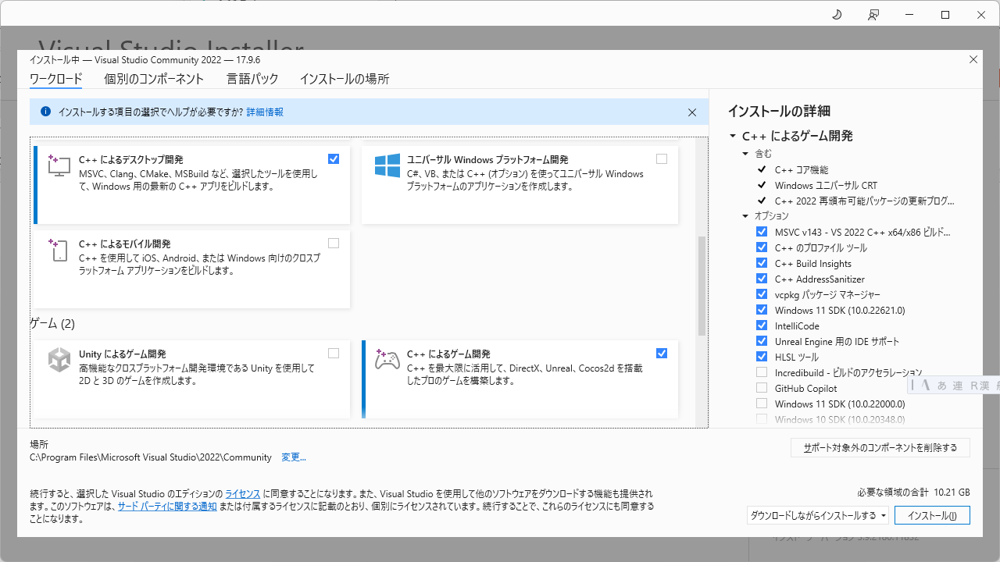 Visual Studio Installer
インストール中 — Visual Studio Community 2022 — 17.9.6
ワークロード 個別のコンポーネント 言語パック インストールの場所
インストールする項目の選択でヘルプが必要ですか? 詳細情報
C++ によるデスクトップ開発
MSVC、Clang、CMake、MSBuild など、選択したツールを使用し
て、Windows 用の最新の C++ アプリをビルドします。
ユニバーサル Windows プラットフォーム開発
C#、VB、または C++ (オプション) を使ってユニバーサル Windows
プラットフォームのアプリケーションを作成します。
C++ によるモバイル開発
C++ を使用して iOS、Android、または Windows 向けのクロスプ
ラットフォーム アプリケーションをビルドします。
ゲーム (2)
Unity によるゲーム開発
高機能なクロスプラットフォーム開発環境である Unity を使用して
2D と 3D のゲームを作成します。
C++ によるゲーム開発
C++ を最大限に活用して、DirectX、Unreal、Cocos2d を搭載
したプロのゲームを構築します。
インストールの詳細
C++ によるゲーム開発
含む
C++ コア機能
Windows ユニバーサル CRT
C++ 2022 再頒布可能パッケージの更新プログ...
オプション
MSVC v143 - VS 2022 C++ x64/x86 ビルド...
C++ のプロファイル ツール
C++ Build Insights
C++ AddressSanitizer
vcpkg パッケージ マネージャー
Windows 11 SDK (10.0.22621.0)
IntelliCode
Unreal Engine 用の IDE サポート
HLSL ツール
Incredibuild - ビルドのアクセラレーション
GitHub Copilot
Windows 11 SDK (10.0.22000.0)
Windows 10 SDK (10.0.20348.0)
あ 連 R漢
場所
C:\Program Files\Microsoft Visual Studio\2022\Community 変更...
サポート対象外のコンポーネントを削除する
続行すると、選択した Visual Studio のエディションの ライセンス に同意することになります。また、Visual Studio を使用して他のソフトウェアをダウンロードする機能も提供されま
す。このソフトウェアは、サード パーティに関する通知 または付属するライセンスに記載のとおり、個別にライセンスされています。続行することで、これらのライセンスにも同意する
ことになります。
必要な領域の合計 10.21 GB
ダウンロードしながらインストールする インストール(I)